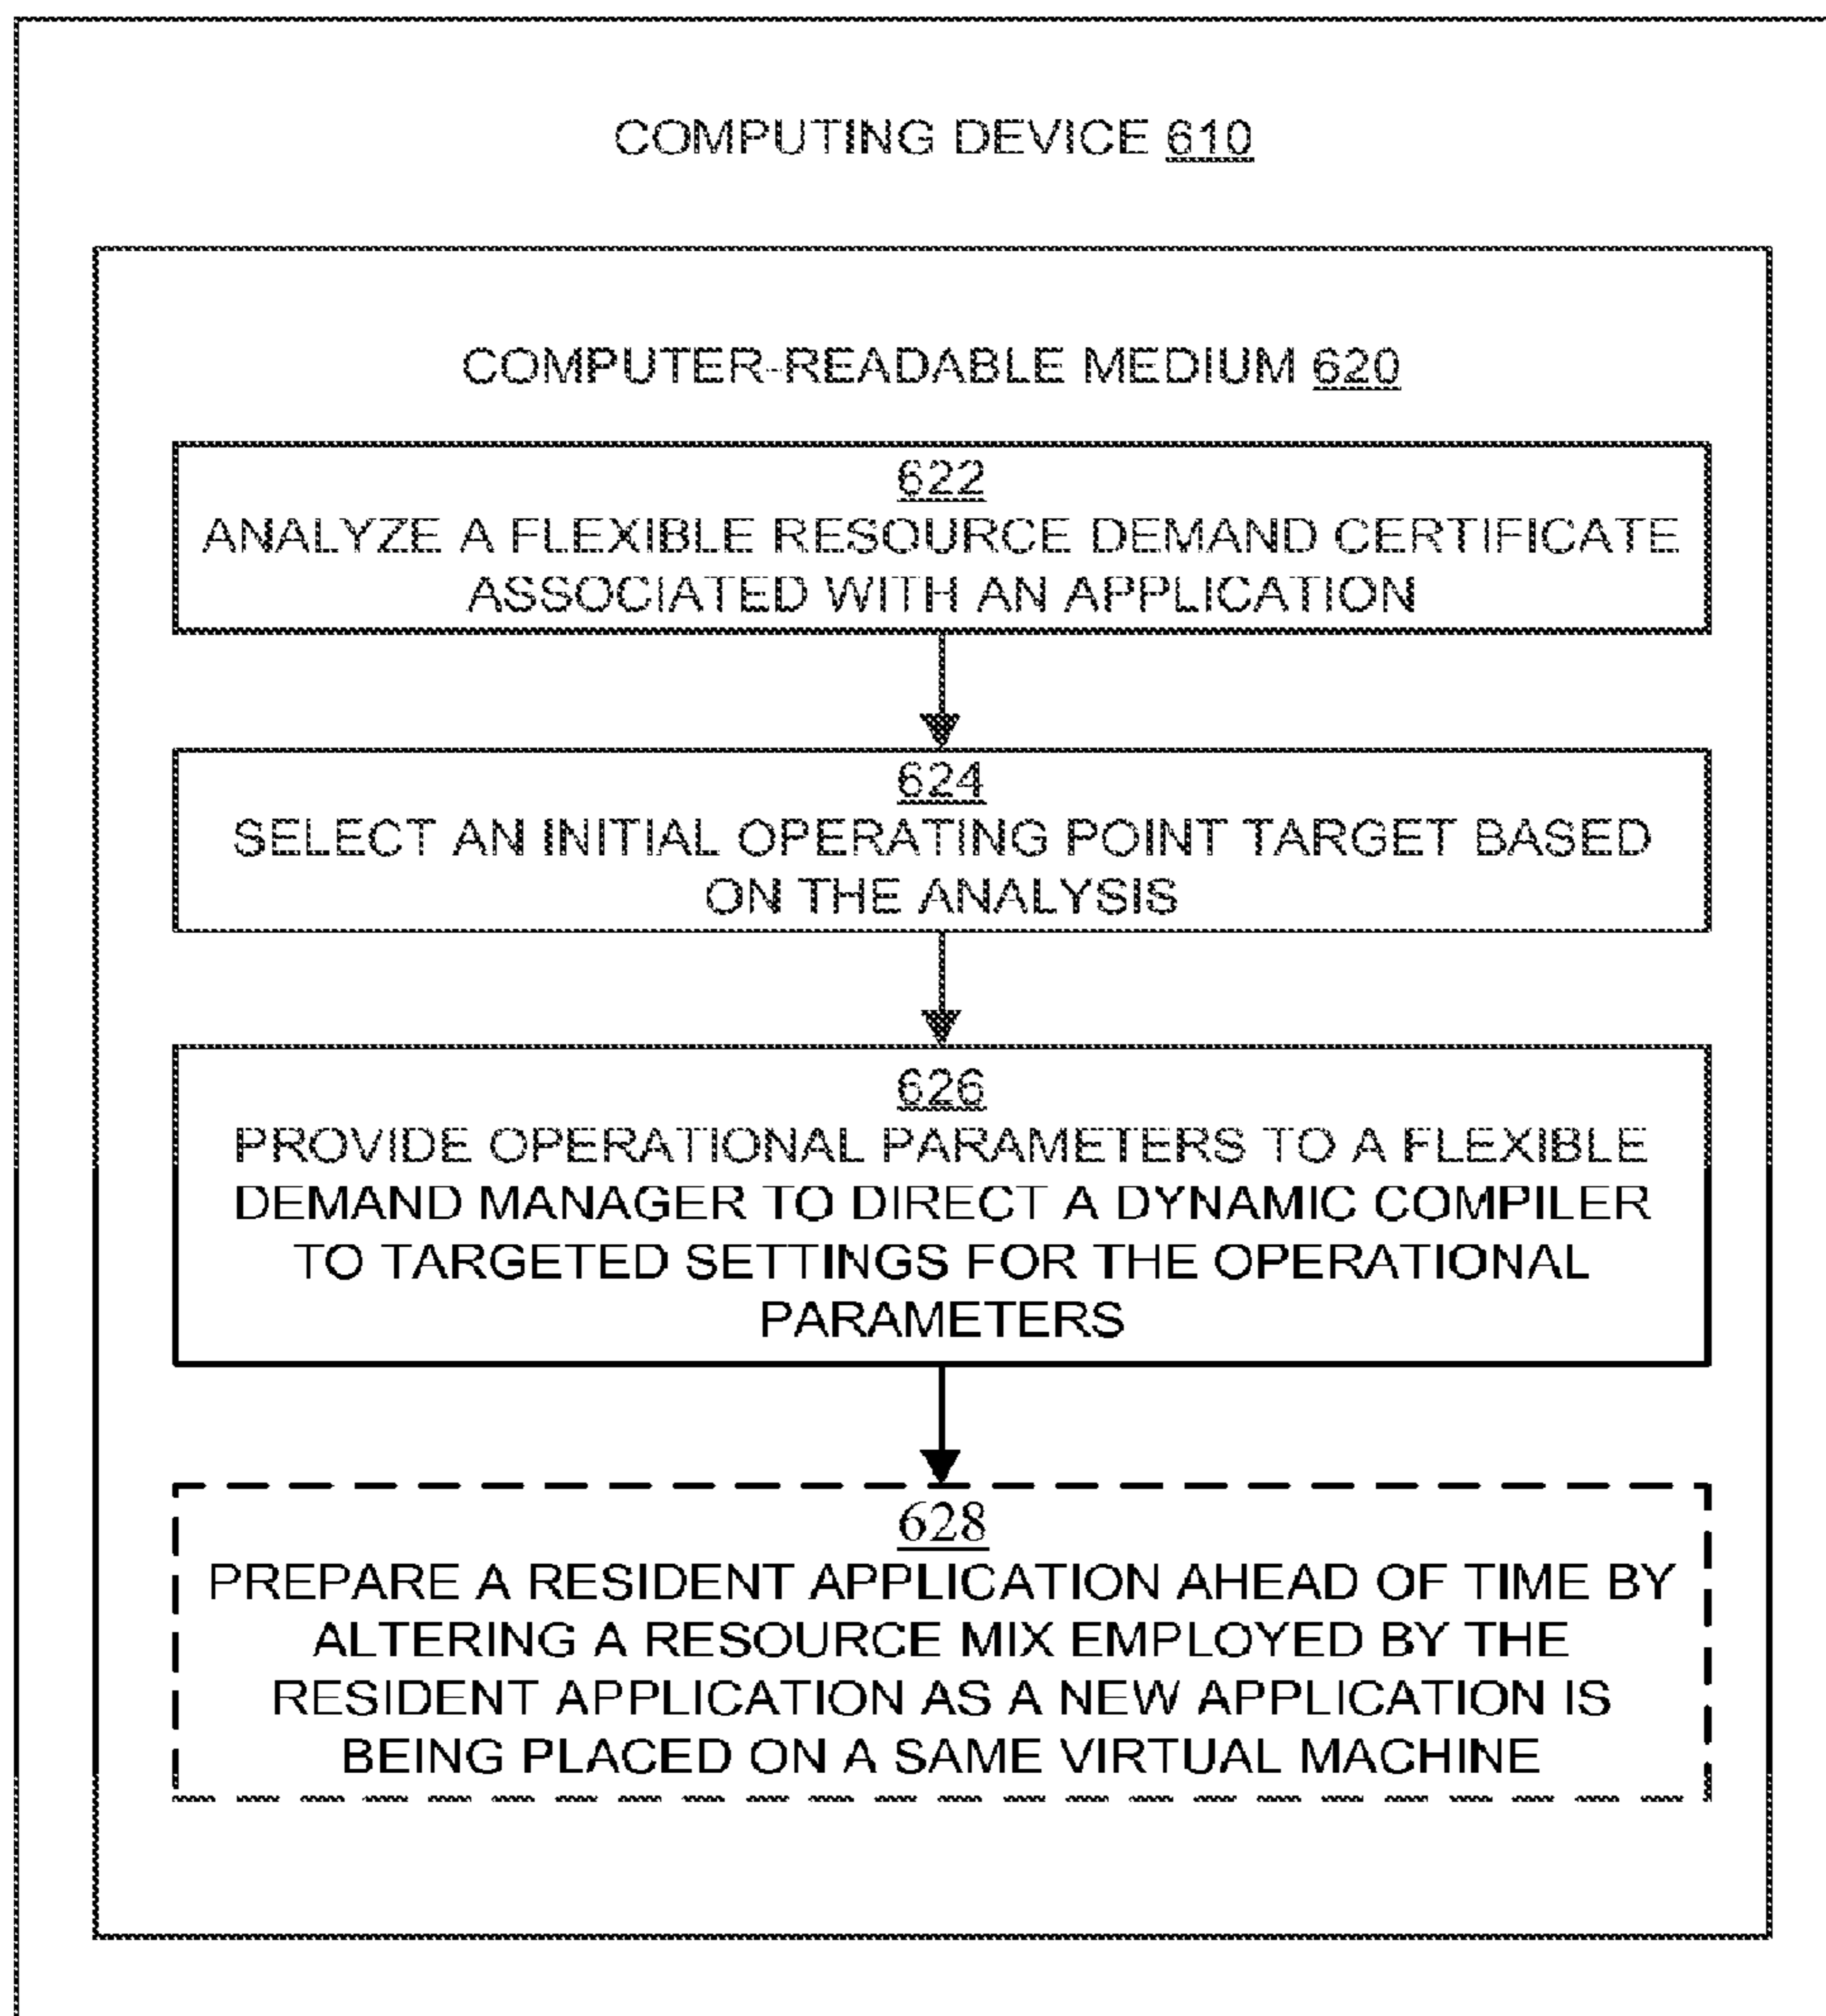 COMPUTING DEVICE 610
COMPUTER-READABLE MEDIUM 620
622
ANALYZE A FLEXIBLE RESOURCE DEMAND CERTIFICATE
ASSOCIATED WITH AN APPLICATION
624
SELECT AN INITIAL OPERATING POINT TARGET BASED
ON THE ANALYSIS
626
PROVIDE OPERATIONAL PARAMETERS TO A FLEXIBLE
DEMAND MANAGER TO DIRECT A DYNAMIC COMPILER
TO TARGETED SETTINGS FOR THE OPERATIONAL
PARAMETERS
628
PREPARE A RESIDENT APPLICATION AHEAD OF TIME BY
ALTERING A RESOURCE MIX EMPLOYED BY THE
RESIDENT APPLICATION AS A NEW APPLICATION IS
BEING PLACED ON A SAME VIRTUAL MACHINE